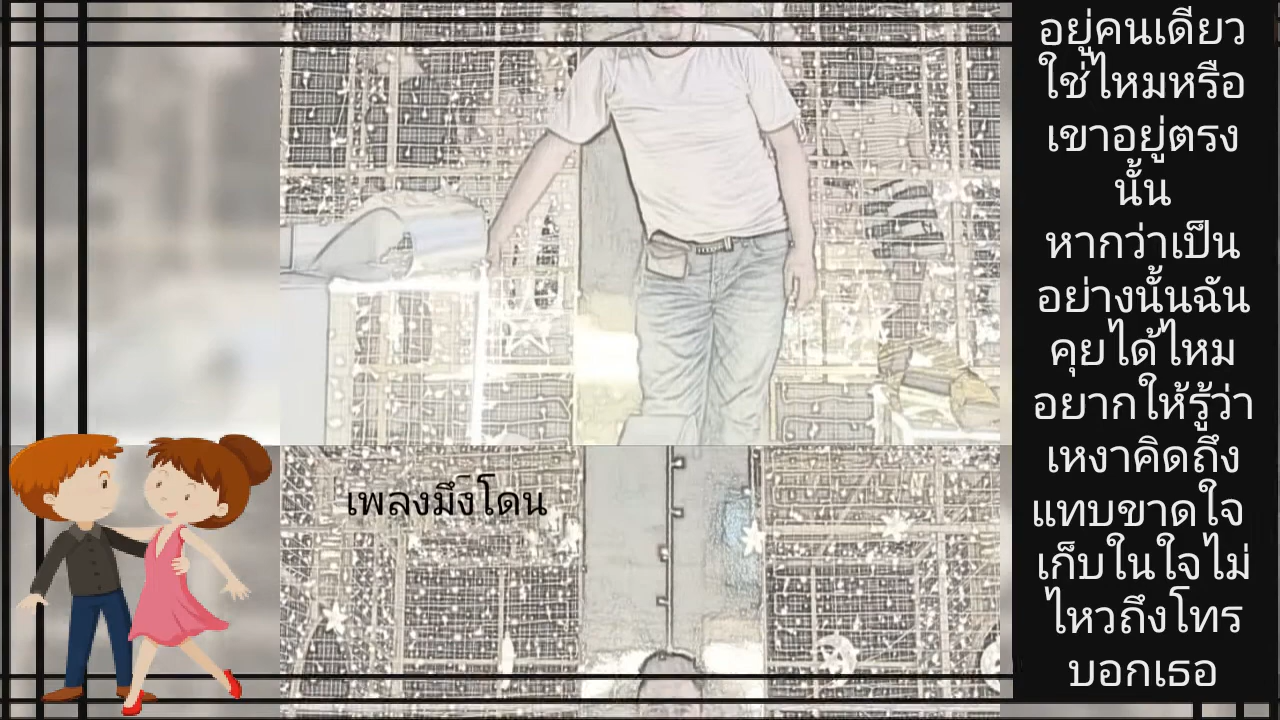 เพลงมึงโดน
อยู่คนเดียว
ใช่ไหมหรือ
เขาอยู่ตรง
นั้น
หากว่าเป็น
อย่างนั้นฉัน
คุยได้ไหม
อยากให้รู้ว่า
เหงาคิดถึง
แทบขาดใจ
เก็บในใจไม่
ไหวถึงโทร
บอกเธอ